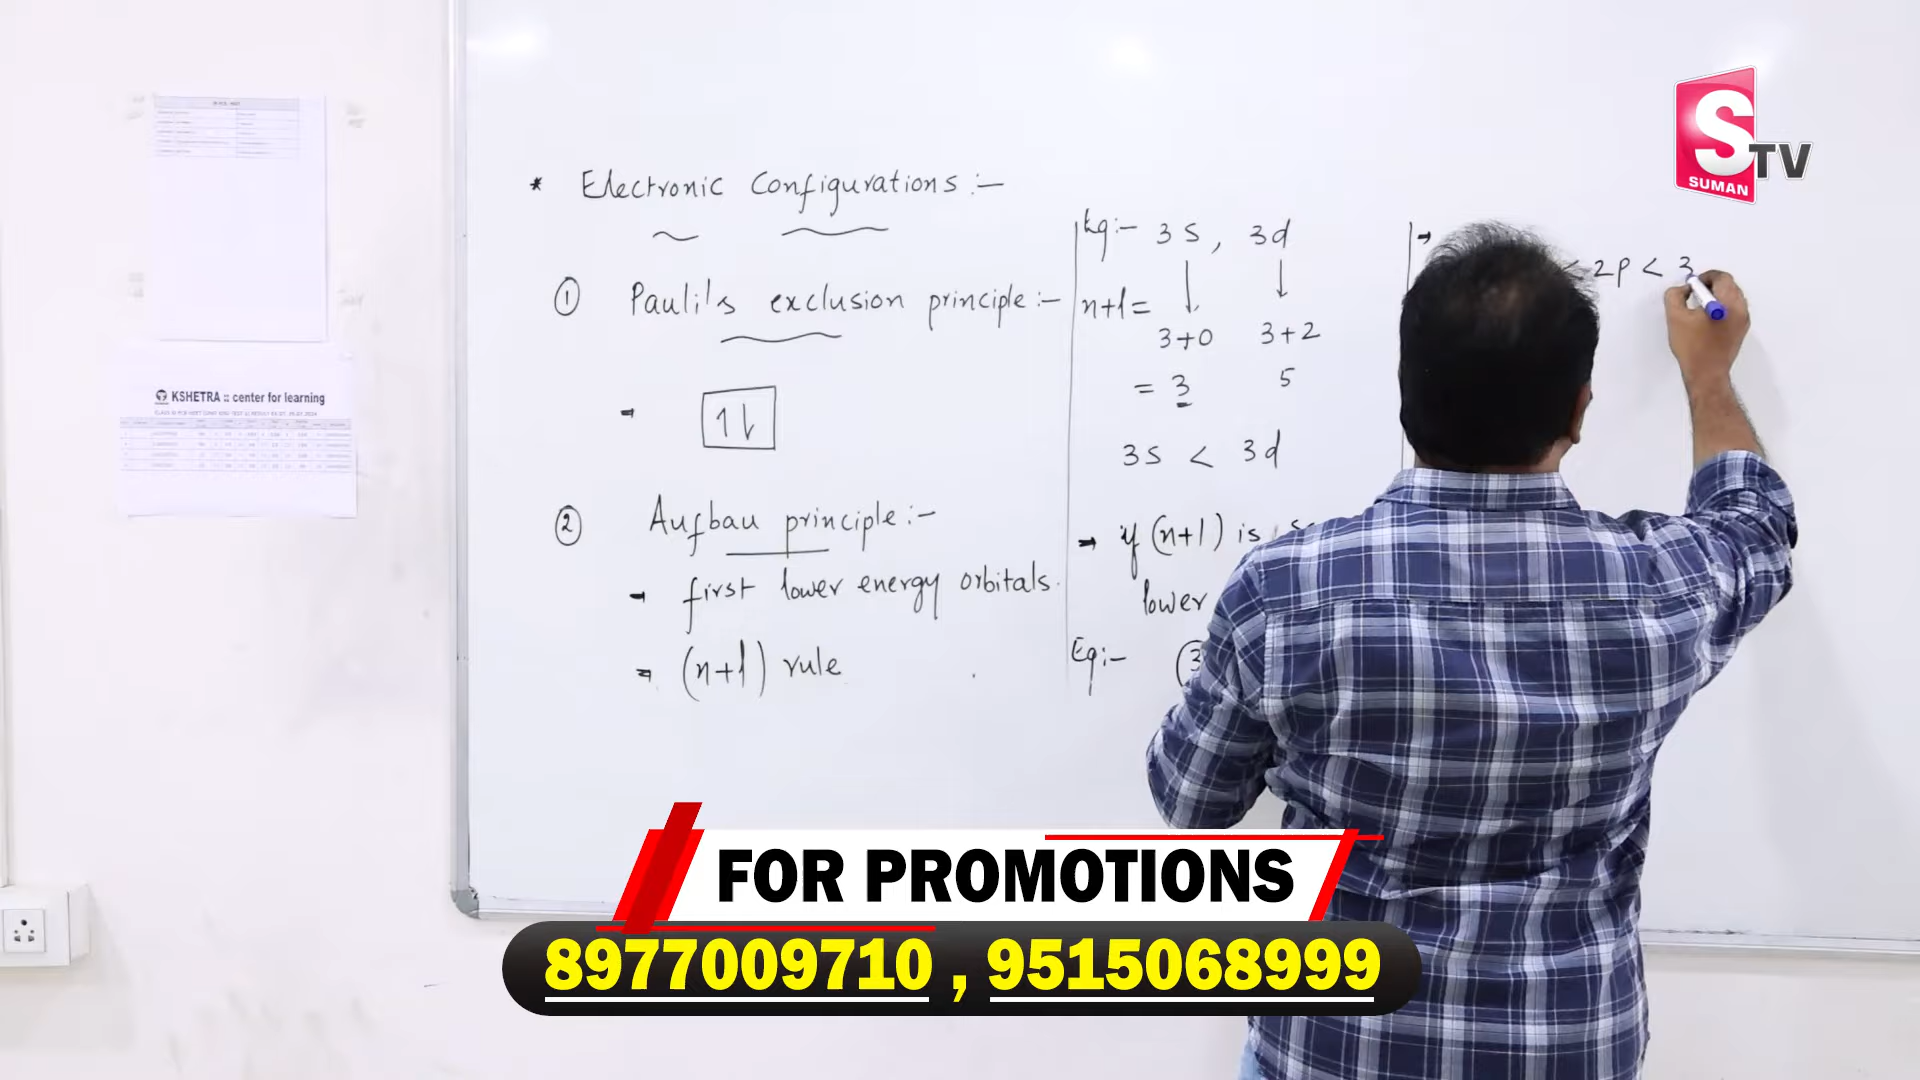 * Electronic Configurations :-
① Pauli's exclusion principle :-
↑⇂
② Aufbau principle :-
→ first lower energy orbitals.
→ (n+l) rule
Eg:- 3s, 3d
n+l =
3+0 3+2
= 3 5
3s < 3d
→ if (n+l) is
lower
Eg:- 3
→
< 2p < 3
S TV
SUMAN
KSHETRA :: center for learning
FOR PROMOTIONS
8977009710 , 9515068999